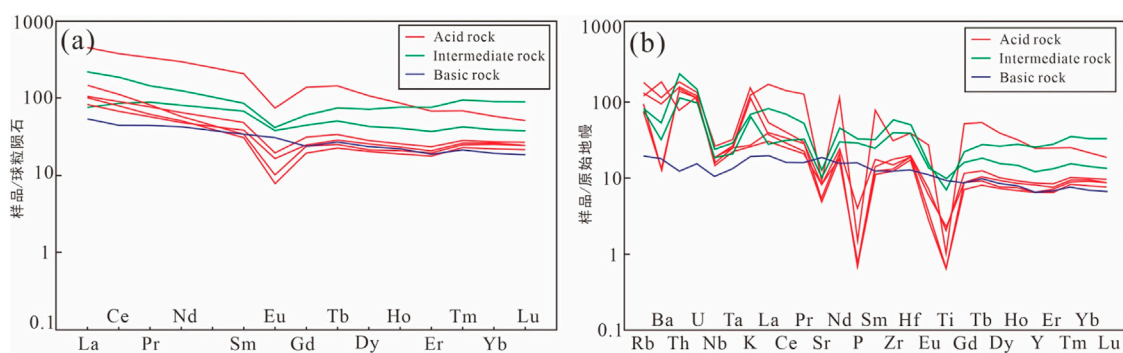 (a)
Acid rock
Intermediate rock
Basic rock
样品/球粒陨石
1000
100
10
1
0.1
Ce Nd Eu Tb Ho Tm Lu
La Pr Sm Gd Dy Er Yb
(b)
Acid rock
Intermediate rock
Basic rock
样品/原始地幔
1000
100
10
1
0.1
Ba U Ta La Pr Nd Sm Hf Ti Tb Ho Er Yb
Rb Th Nb K Ce Sr P Zr Eu Gd Dy Y Tm Lu